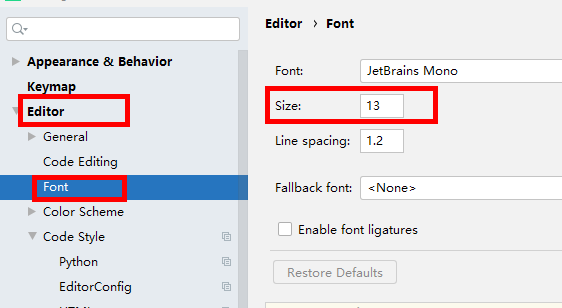 Appearance & Behavior
Keymap
Editor
General
Code Editing
Font
Color Scheme
Code Style
Python
EditorConfig
Editor › Font
Font: JetBrains Mono
Size: 13
Line spacing: 1.2
Fallback font: <None>
Enable font ligatures
Restore Defaults